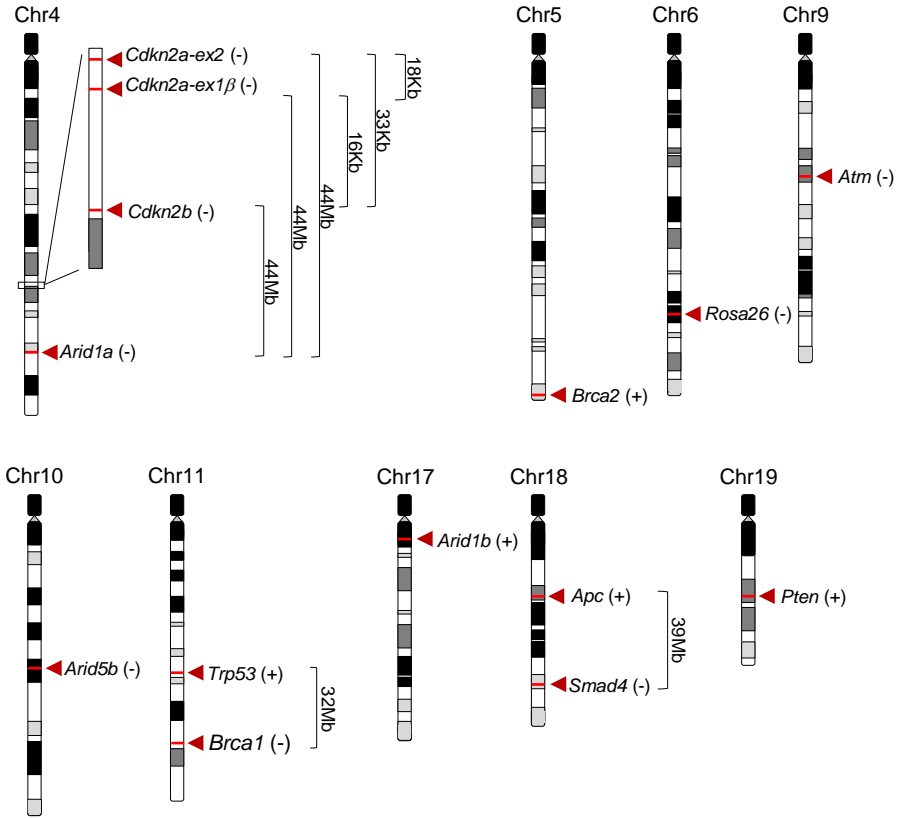 Chr4
Chr5
Chr6
Chr9
Cdkn2a-ex2 (-)
Cdkn2a-ex1β (-)
18Kb
33Kb
16Kb
44Mb
44Mb
44Mb
Cdkn2b (-)
Arid1a (-)
Atm (-)
Rosa26 (-)
Brca2 (+)
Chr10
Chr11
Chr17
Chr18
Chr19
Arid1b (+)
Apc (+)
Pten (+)
39Mb
Arid5b (-)
Trp53 (+)
Smad4 (-)
32Mb
Brca1 (-)